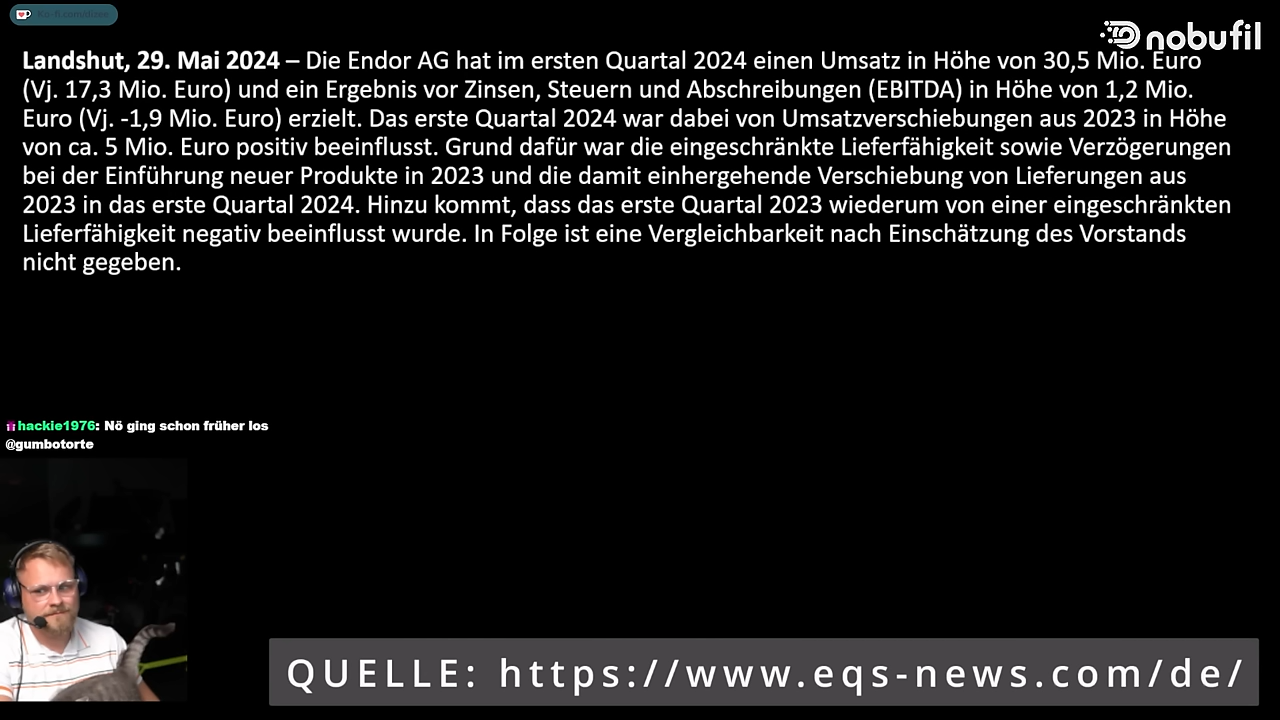 Ko-fi.com/dizee
nobufil
Landshut, 29. Mai 2024 – Die Endor AG hat im ersten Quartal 2024 einen Umsatz in Höhe von 30,5 Mio. Euro
(Vj. 17,3 Mio. Euro) und ein Ergebnis vor Zinsen, Steuern und Abschreibungen (EBITDA) in Höhe von 1,2 Mio.
Euro (Vj. -1,9 Mio. Euro) erzielt. Das erste Quartal 2024 war dabei von Umsatzverschiebungen aus 2023 in Höhe
von ca. 5 Mio. Euro positiv beeinflusst. Grund dafür war die eingeschränkte Lieferfähigkeit sowie Verzögerungen
bei der Einführung neuer Produkte in 2023 und die damit einhergehende Verschiebung von Lieferungen aus
2023 in das erste Quartal 2024. Hinzu kommt, dass das erste Quartal 2023 wiederum von einer eingeschränkten
Lieferfähigkeit negativ beeinflusst wurde. In Folge ist eine Vergleichbarkeit nach Einschätzung des Vorstands
nicht gegeben.
hackie1976: Nö ging schon früher los
@gumbotorte
QUELLE: https://www.eqs-news.com/de/